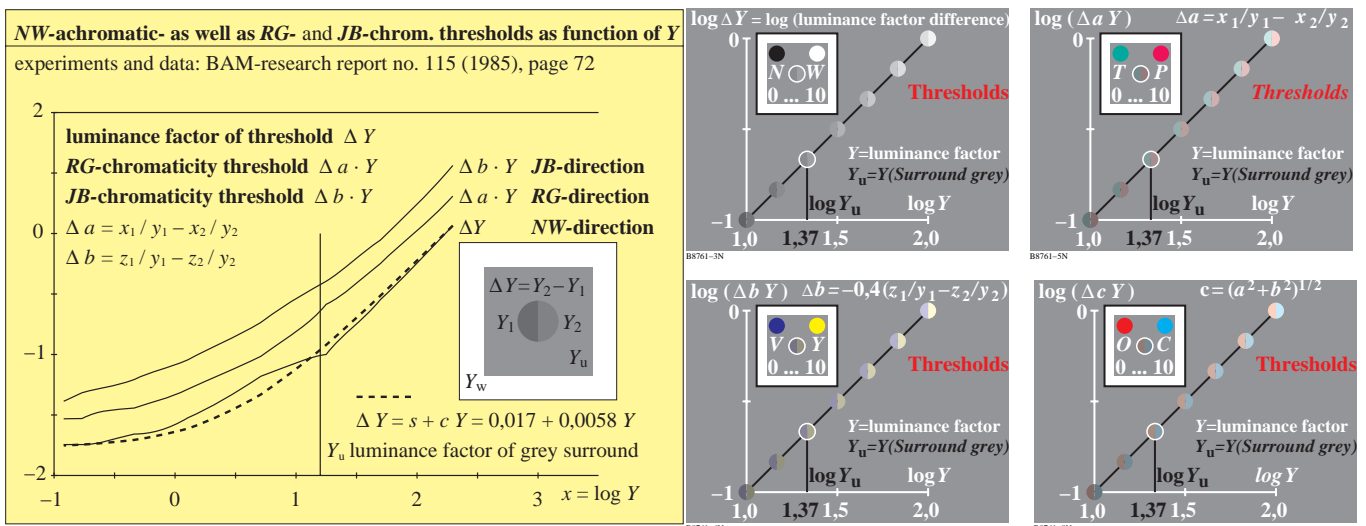 NW-achromatic- as well as RG- and JB-chrom. thresholds as function of Y
experiments and data: BAM-research report no. 115 (1985), page 72
2
luminance factor of threshold Δ Y
RG-chromaticity threshold Δ a · Y
JB-chromaticity threshold Δ b · Y
Δ a = x1 / y1 − x2 / y2
Δ b = z1 / y1 − z2 / y2
Δ b · Y JB-direction
Δ a · Y RG-direction
ΔY NW-direction
0
−1
−2
Δ Y = Y2 − Y1
Y1 Y2
Yu
Yw
Δ Y = s + c Y = 0,017 + 0,0058 Y
Yu luminance factor of grey surround
x = log Y
−1 0 1 2 3
log ΔY = log (luminance factor difference)
0
N W
0 ... 10
Thresholds
Y=luminance factor
Yu=Y(Surround grey)
log Yu log Y
−1
1,0 1,37 1,5 2,0
B8761−3N
log (Δa Y) Δa = x1/y1 − x2/y2
0
T P
0 ... 10
Thresholds
Y=luminance factor
Yu=Y(Surround grey)
log Yu log Y
−1
1,0 1,37 1,5 2,0
B8761−5N
log (Δb Y) Δb=−0,4(z1/y1−z2/y2)
0
V Y
0 ... 10
Thresholds
Y=luminance factor
Yu=Y(Surround grey)
log Yu log Y
−1
1,0 1,37 1,5 2,0
log (Δc Y) c = (a²+b²)1/2
0
O C
0 ... 10
Thresholds
Y=luminance factor
Yu=Y(Surround grey)
log Yu log Y
−1
1,0 1,37 1,5 2,0